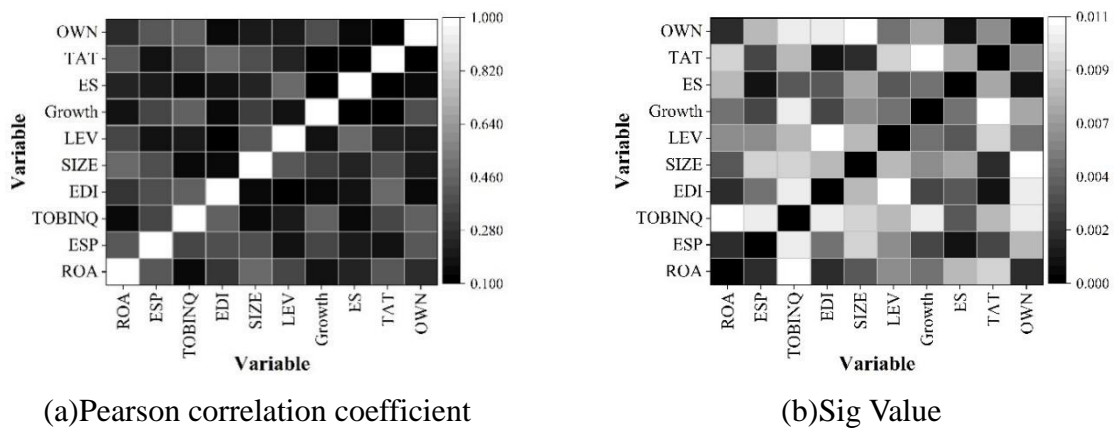 Variable
OWN
TAT
ES
Growth
LEV
SIZE
EDI
TOBINQ
ESP
ROA
ROA
ESP
TOBINQ
EDI
SIZE
LEV
Growth
ES
TAT
OWN
Variable
1.000
0.820
0.640
0.460
0.280
0.100
(a)Pearson correlation coefficient
Variable
OWN
TAT
ES
Growth
LEV
SIZE
EDI
TOBINQ
ESP
ROA
ROA
ESP
TOBINQ
EDI
SIZE
LEV
Growth
ES
TAT
OWN
Variable
0.011
0.009
0.007
0.004
0.002
0.000
(b)Sig Value